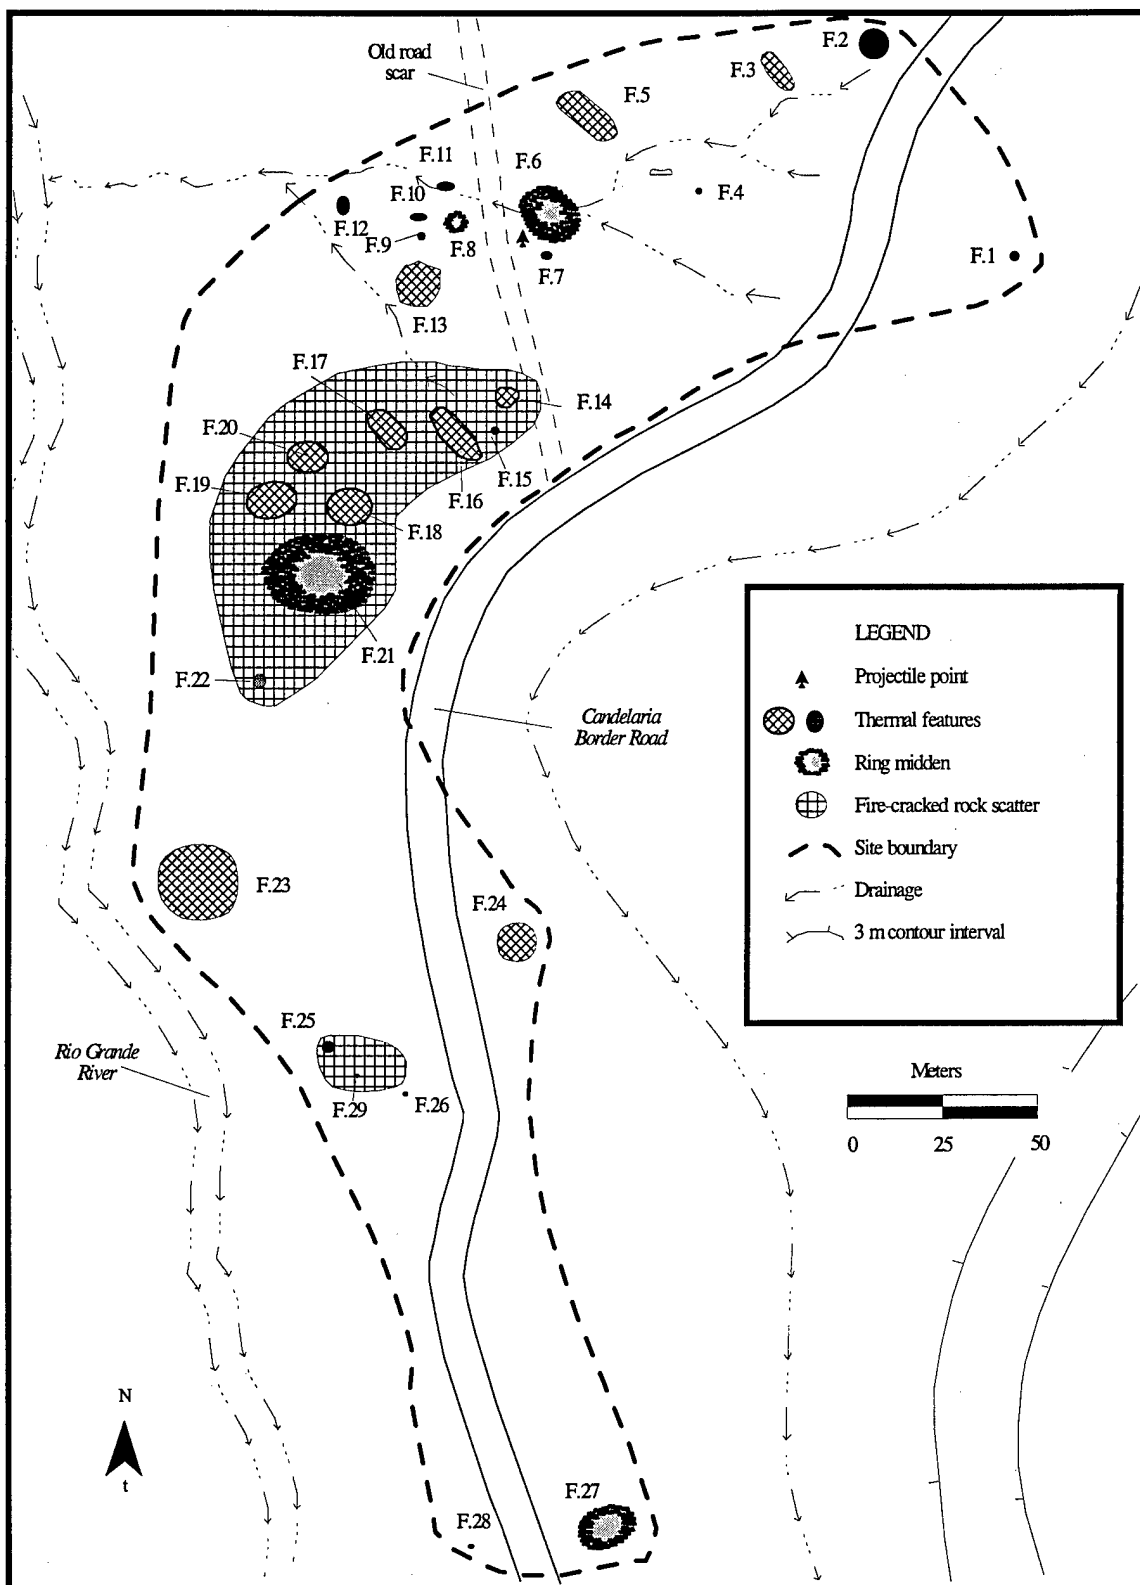 F.2
Old road
scar
F.3
F.5
F.11
F.6
F.10
F.4
F.12
F.9
F.8
F.7
F.1
F.13
F.17
F.14
F.20
F.15
F.19
F.16
F.18
F.21
F.22
Candelaria
Border Road
LEGEND
Projectile point
Thermal features
Ring midden
Fire-cracked rock scatter
Site boundary
Drainage
3 m contour interval
F.23
F.24
F.25
Rio Grande
River
F.29
F.26
Meters
0 25 50
N
t
F.27
F.28